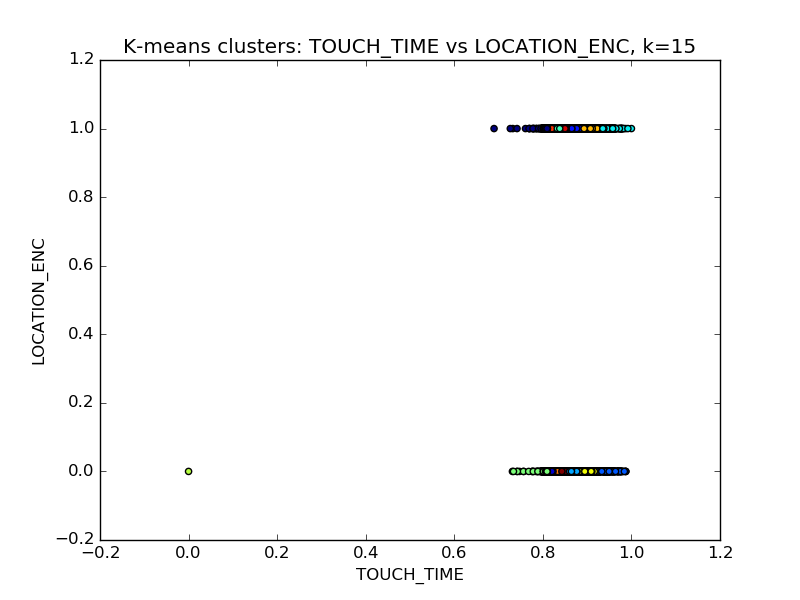 K-means clusters: TOUCH_TIME vs LOCATION_ENC, k=15
1.2
1.0
0.8
0.6
0.4
0.2
0.0
−0.2
LOCATION_ENC
−0.2 0.0 0.2 0.4 0.6 0.8 1.0 1.2
TOUCH_TIME